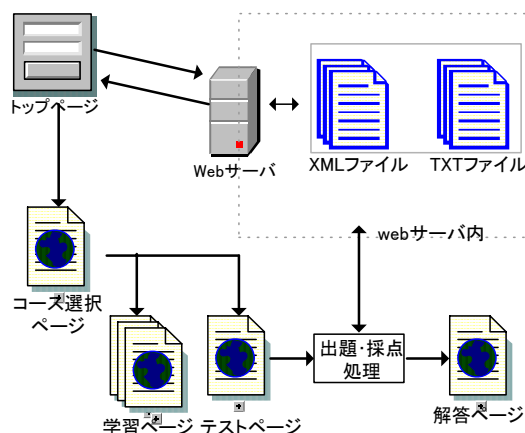 トップページ
Webサーバ
XMLファイル
TXTファイル
webサーバ内
コース選択
ページ
出題・採点
処理
学習ページ
テストページ
解答ページ